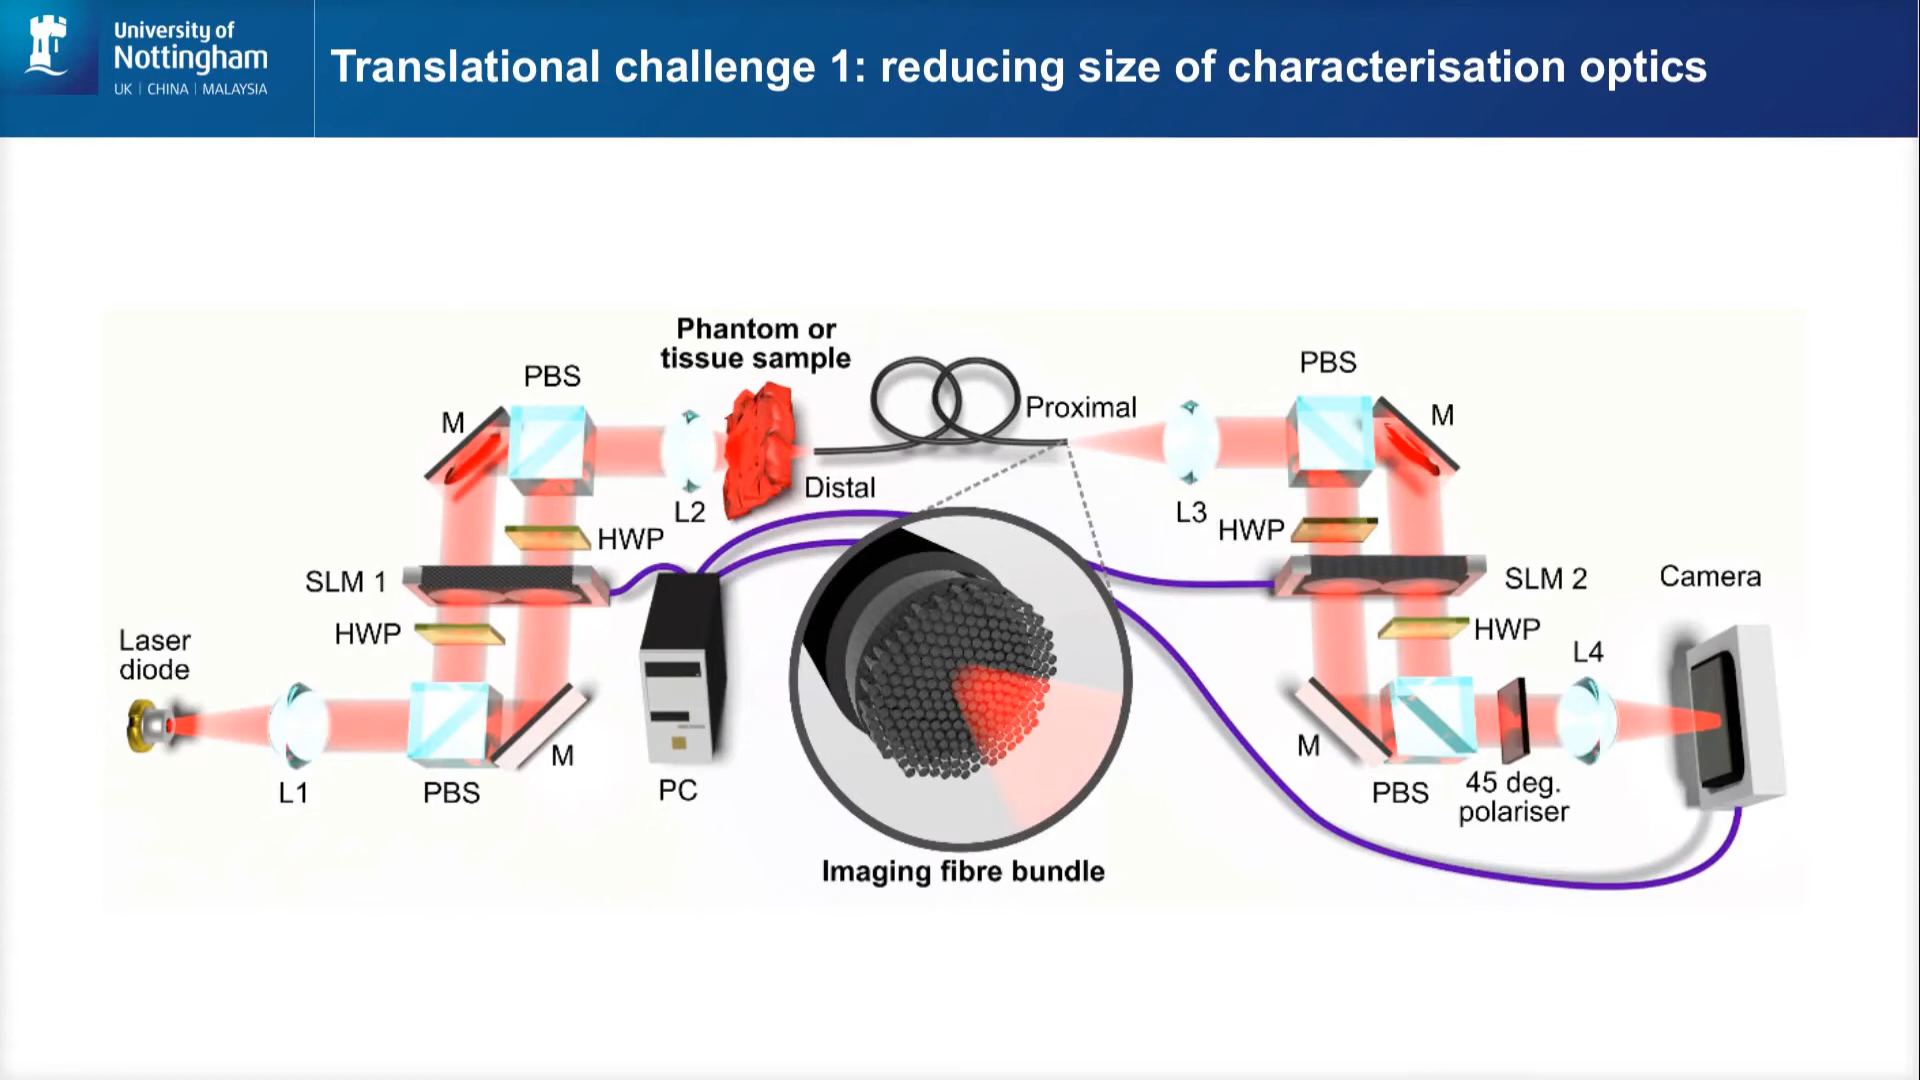 University of
Nottingham
UK | CHINA | MALAYSIA
Translational challenge 1: reducing size of characterisation optics
Phantom or
tissue sample
PBS
M
Proximal
PBS
M
Distal
L2
HWP
L3
HWP
SLM 1
HWP
SLM 2
Camera
HWP
Laser
diode
L4
M
M
L1
PBS
PC
PBS
45 deg.
polariser
Imaging fibre bundle